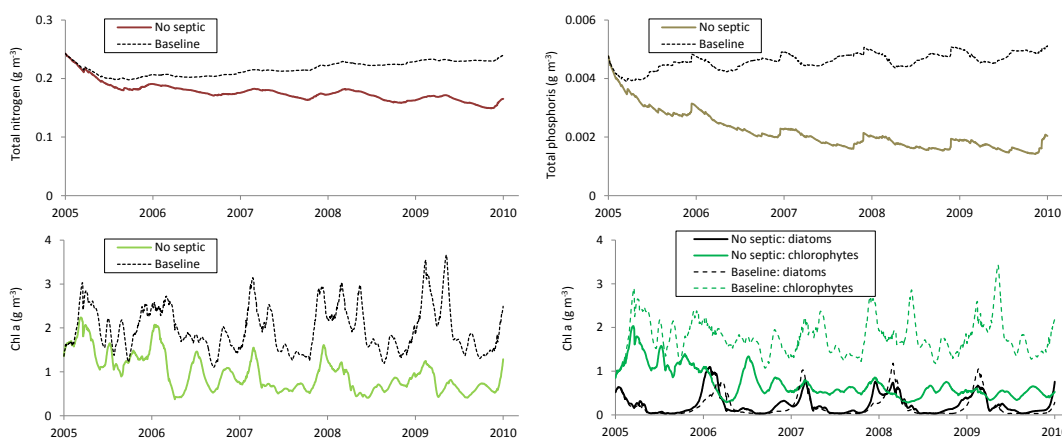 No septic
Baseline
Total nitrogen (g m⁻³)
0.3
0.2
0.1
0
2005 2006 2007 2008 2009 2010
No septic
Baseline
Total phosphoris (g m⁻³)
0.006
0.004
0.002
0
2005 2006 2007 2008 2009 2010
No septic
Baseline
Chl a (g m⁻³)
4
3
2
1
0
2005 2006 2007 2008 2009 2010
No septic: diatoms
No septic: chlorophytes
Baseline: diatoms
Baseline: chlorophytes
Chl a (g m⁻³)
4
3
2
1
0
2005 2006 2007 2008 2009 2010